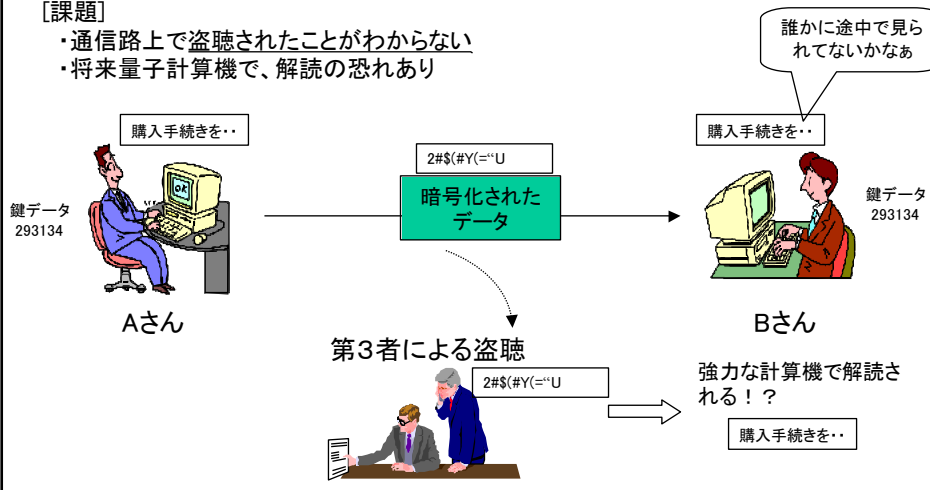 [課題]
・通信路上で盗聴されたことがわからない
・将来量子計算機で、解読の恐れあり
誰かに途中で見ら
れてないかなぁ
購入手続きを・・
2#$(#Y(=“U
購入手続きを・・
鍵データ
293134
OK
暗号化された
データ
鍵データ
293134
Aさん
Bさん
第3者による盗聴
2#$(#Y(=“U
強力な計算機で解読さ
れる!?
購入手続きを・・